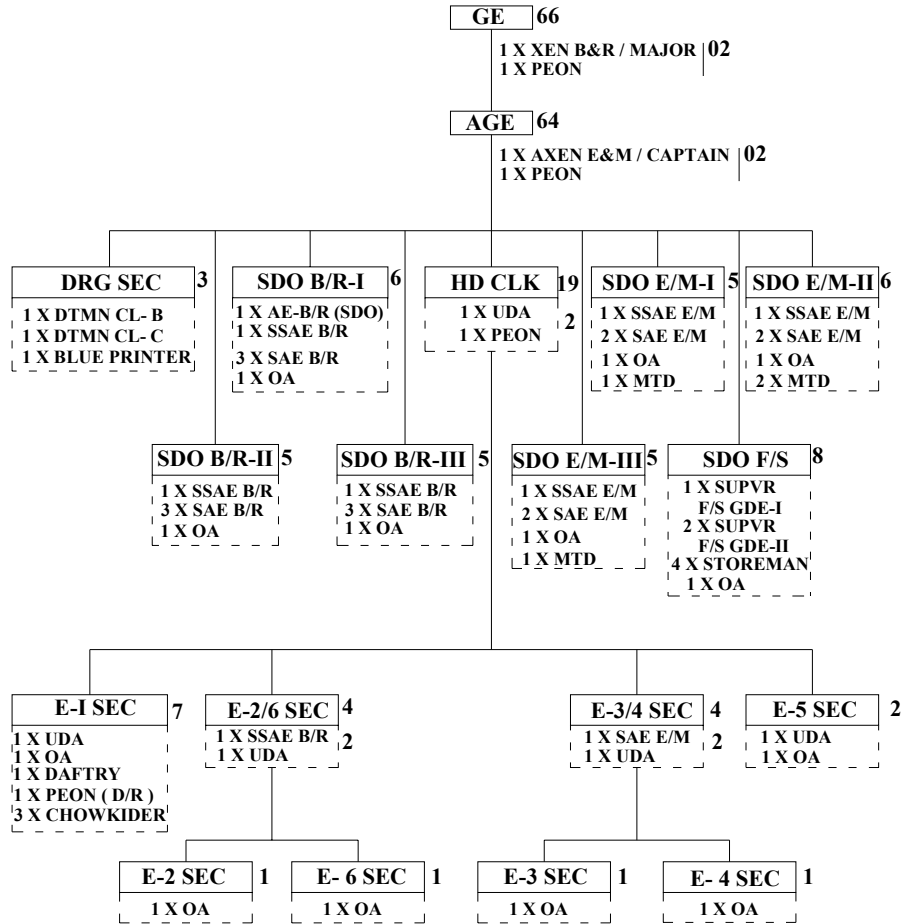 GE 66
1 X XEN B&R / MAJOR 02
1 X PEON
AGE 64
1 X AXEN E&M / CAPTAIN 02
1 X PEON
DRG SEC 3
1 X DTMN CL- B
1 X DTMN CL- C
1 X BLUE PRINTER
SDO B/R-I 6
1 X AE-B/R (SDO)
1 X SSAE B/R
3 X SAE B/R
1 X OA
HD CLK 19
1 X UDA 2
1 X PEON
SDO E/M-I 5
1 X SSAE E/M
2 X SAE E/M
1 X OA
1 X MTD
SDO E/M-II 6
1 X SSAE E/M
2 X SAE E/M
1 X OA
2 X MTD
SDO B/R-II 5
1 X SSAE B/R
3 X SAE B/R
1 X OA
SDO B/R-III 5
1 X SSAE B/R
3 X SAE B/R
1 X OA
SDO E/M-III 5
1 X SSAE E/M
2 X SAE E/M
1 X OA
1 X MTD
SDO F/S 8
1 X SUPVR
F/S GDE-I
2 X SUPVR
F/S GDE-II
4 X STOREMAN
1 X OA
E-I SEC 7
1 X UDA
1 X OA
1 X DAFTRY
1 X PEON ( D/R )
3 X CHOWKIDER
E-2/6 SEC 4
1 X SSAE B/R 2
1 X UDA
E-3/4 SEC 4
1 X SAE E/M 2
1 X UDA
E-5 SEC 2
1 X UDA
1 X OA
E-2 SEC 1
1 X OA
E- 6 SEC 1
1 X OA
E-3 SEC 1
1 X OA
E- 4 SEC 1
1 X OA